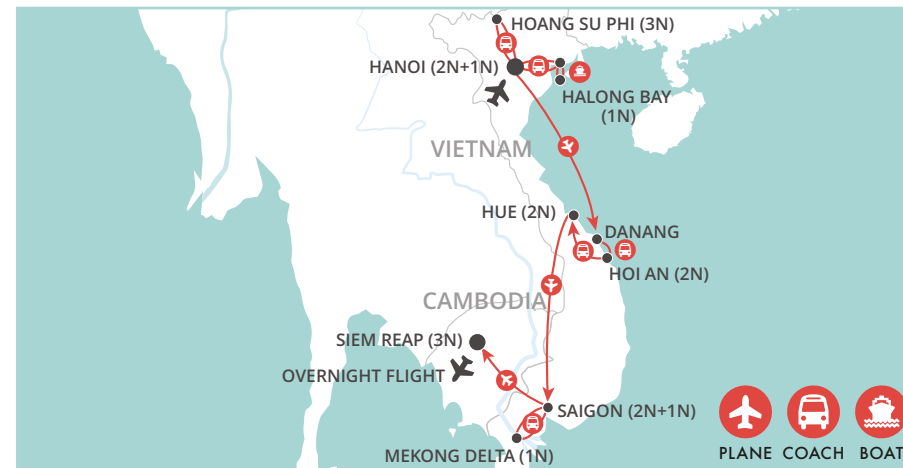 HOANG SU PHI (3N)
HANOI (2N+1N)
HALONG BAY
(1N)
VIETNAM
HUE (2N)
DANANG
HOI AN (2N)
CAMBODIA
SIEM REAP (3N)
OVERNIGHT FLIGHT
SAIGON (2N+1N)
MEKONG DELTA (1N)
PLANE COACH BOAT